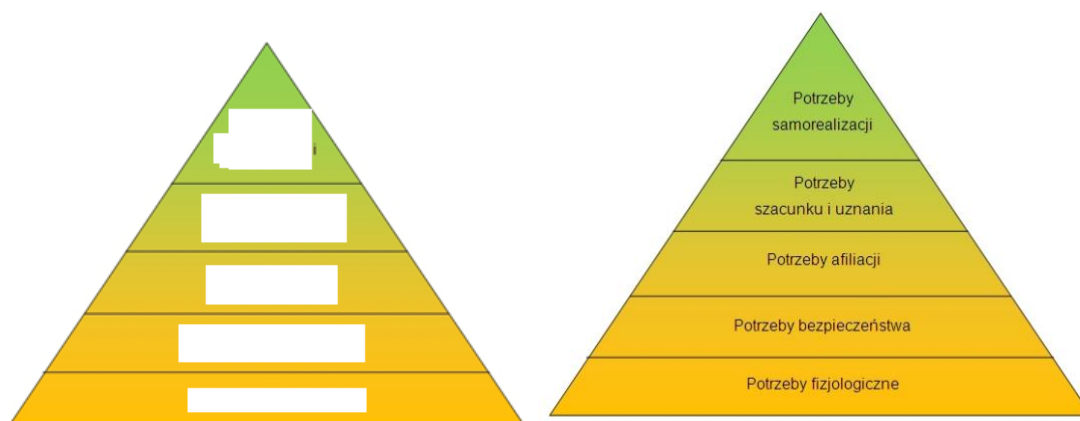 i
Potrzeby
samorealizacji
Potrzeby
szacunku i uznania
Potrzeby afiliacji
Potrzeby bezpieczeństwa
Potrzeby fizjologiczne